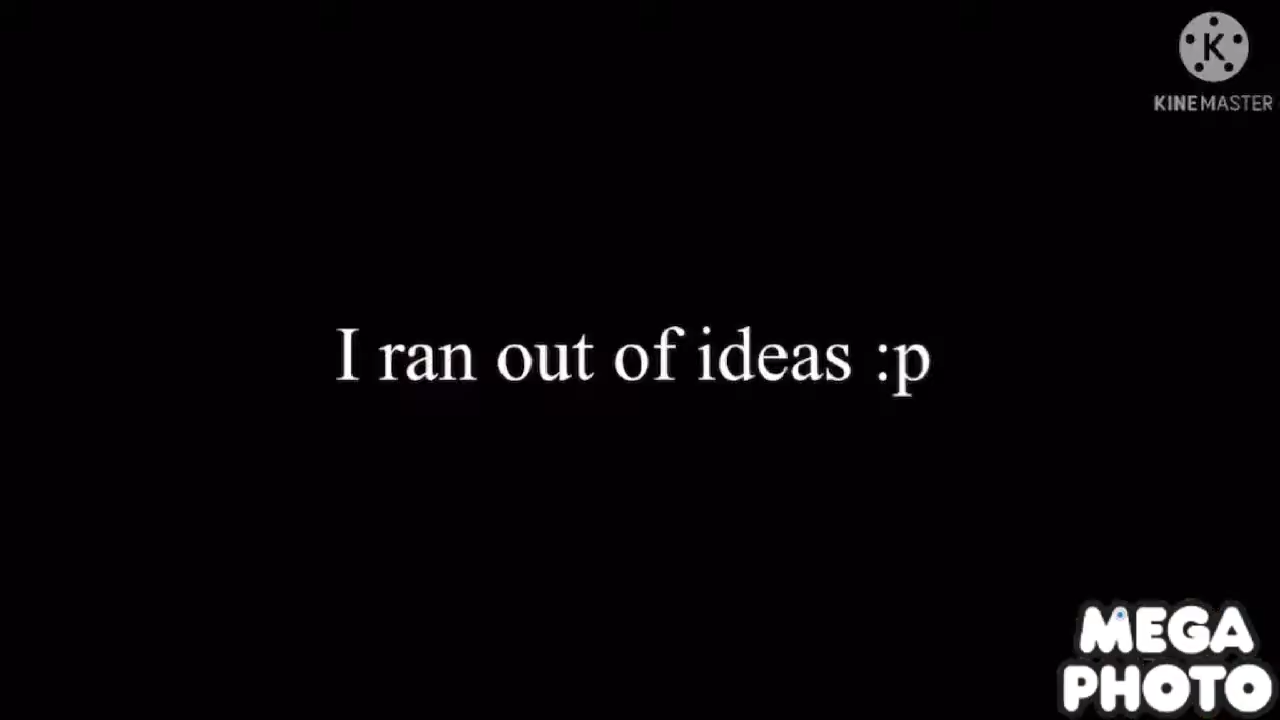 K
KINEMASTER
I ran out of ideas :p
MEGA
PHOTO